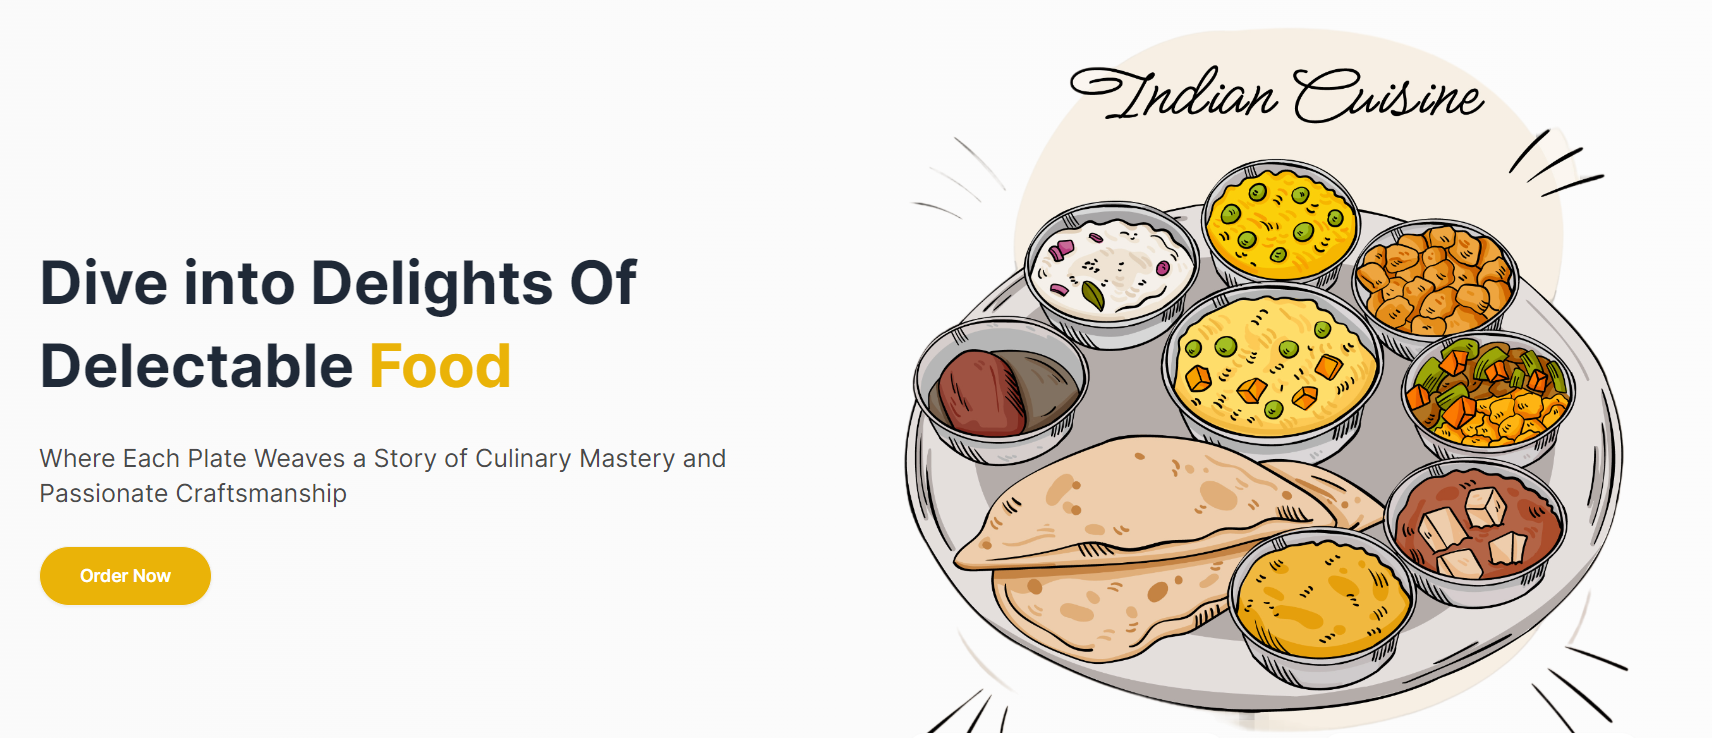 Indian Cuisine
Dive into Delights Of
Delectable Food
Where Each Plate Weaves a Story of Culinary Mastery and
Passionate Craftsmanship
Order Now